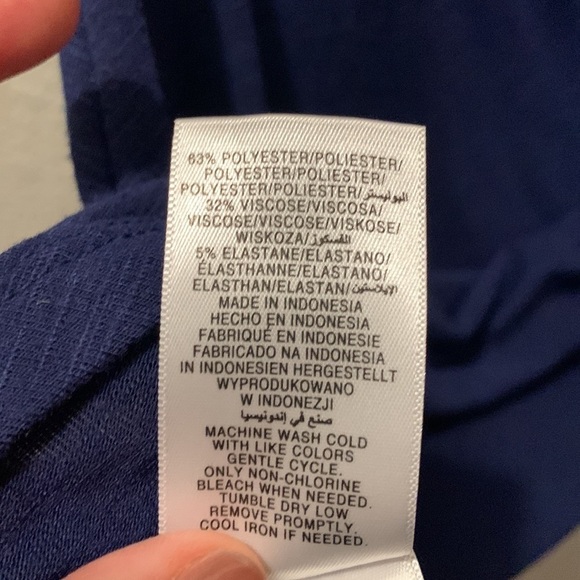 63% POLYESTER/POLIESTER/
POLYESTER/POLIESTER/
POLYESTER/POLIESTER/البوليستر
32% VISCOSE/VISCOSA/
VISCOSE/VISCOSE/VISKOSE/
WISKOZA/الفسكوز
5% ELASTANE/ELASTANO/
ÉLASTHANNE/ELASTANO/
ELASTHAN/ELASTAN/الإيلاستين
MADE IN INDONESIA
HECHO EN INDONESIA
FABRIQUÉ EN INDONESIE
FABRICADO NA INDONESIA
IN INDONESIEN HERGESTELLT
WYPRODUKOWANO
W INDONEZJI
صنع في إندونيسيا
MACHINE WASH COLD
WITH LIKE COLORS
GENTLE CYCLE.
ONLY NON-CHLORINE
BLEACH WHEN NEEDED.
TUMBLE DRY LOW
REMOVE PROMPTLY.
COOL IRON IF NEEDED.